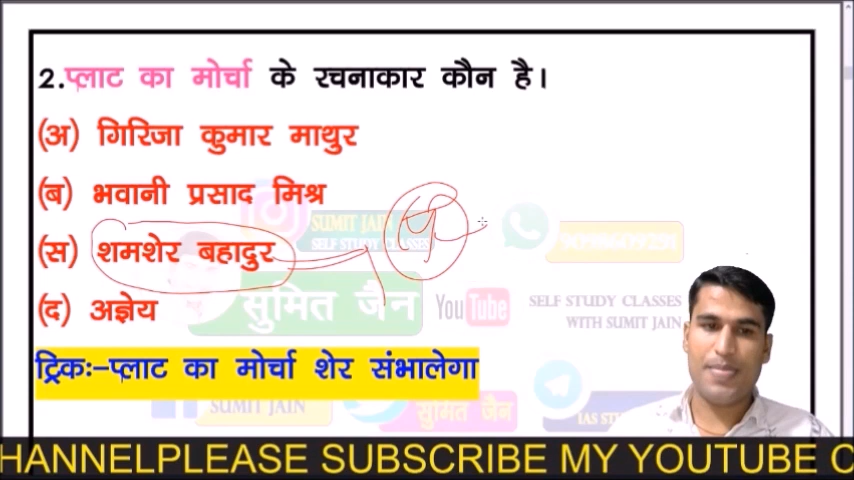 2.प्लाट का मोर्चा के रचनाकार कौन है।
(अ) गिरिजा कुमार माथुर
(ब) भवानी प्रसाद मिश्र
(स) शमशेर बहादुर
(द) अज्ञेय
ट्रिकः-प्लाट का मोर्चा शेर संभालेगा
SUMIT JAIN
SELF STUDY CLASSES
सुमित जैन
YouTube
SELF STUDY CLASSES
WITH SUMIT JAIN
SUMIT JAIN
सुमित जैन
IAS
HANNELPLEASE SUBSCRIBE MY YOUTUBE C